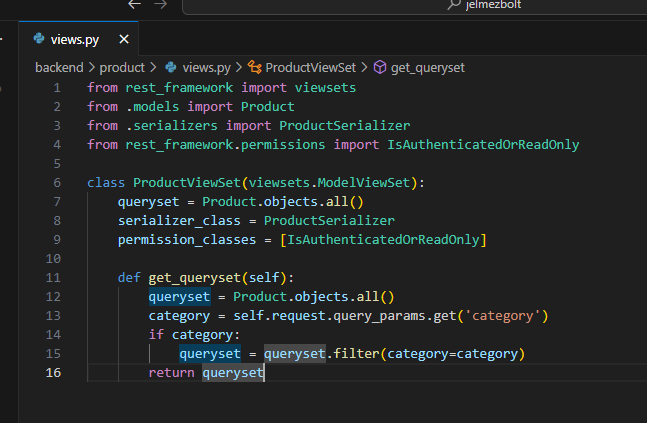 jelmezbolt
views.py
backend > product > views.py > ProductViewSet > get_queryset
1 from rest_framework import viewsets
2 from .models import Product
3 from .serializers import ProductSerializer
4 from rest_framework.permissions import IsAuthenticatedOrReadOnly
5
6 class ProductViewSet(viewsets.ModelViewSet):
7     queryset = Product.objects.all()
8     serializer_class = ProductSerializer
9     permission_classes = [IsAuthenticatedOrReadOnly]
10
11     def get_queryset(self):
12         queryset = Product.objects.all()
13         category = self.request.query_params.get('category')
14         if category:
15             queryset = queryset.filter(category=category)
16         return queryset